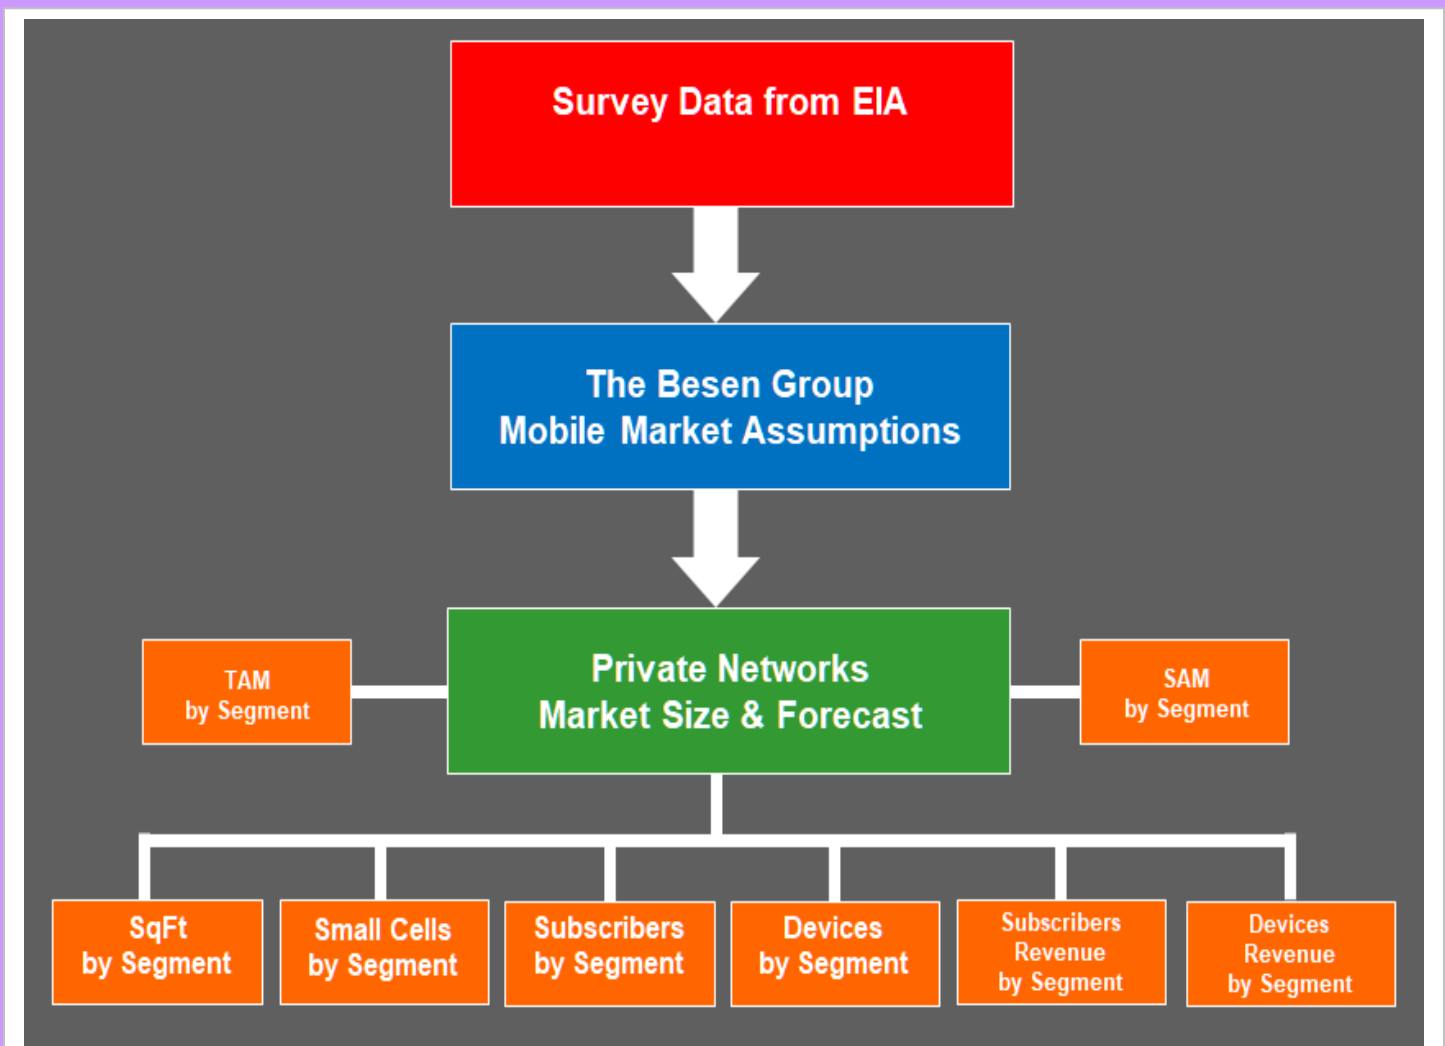 Survey Data from EIA
The Besen Group
Mobile Market Assumptions
Private Networks
Market Size & Forecast
TAM
by Segment
SAM
by Segment
SqFt
by Segment
Small Cells
by Segment
Subscribers
by Segment
Devices
by Segment
Subscribers
Revenue
by Segment
Devices
Revenue
by Segment